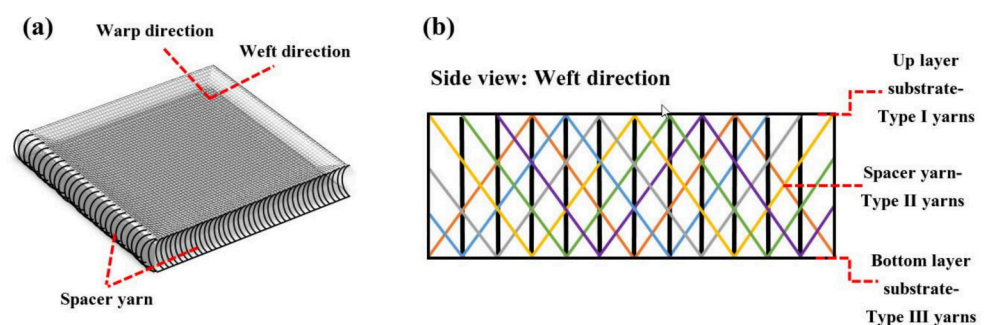 (a)
Warp direction
Weft direction
Spacer yarn
(b)
Side view: Weft direction
Up layer
substrate-
Type I yarns
Spacer yarn-
Type II yarns
Bottom layer
substrate-
Type III yarns